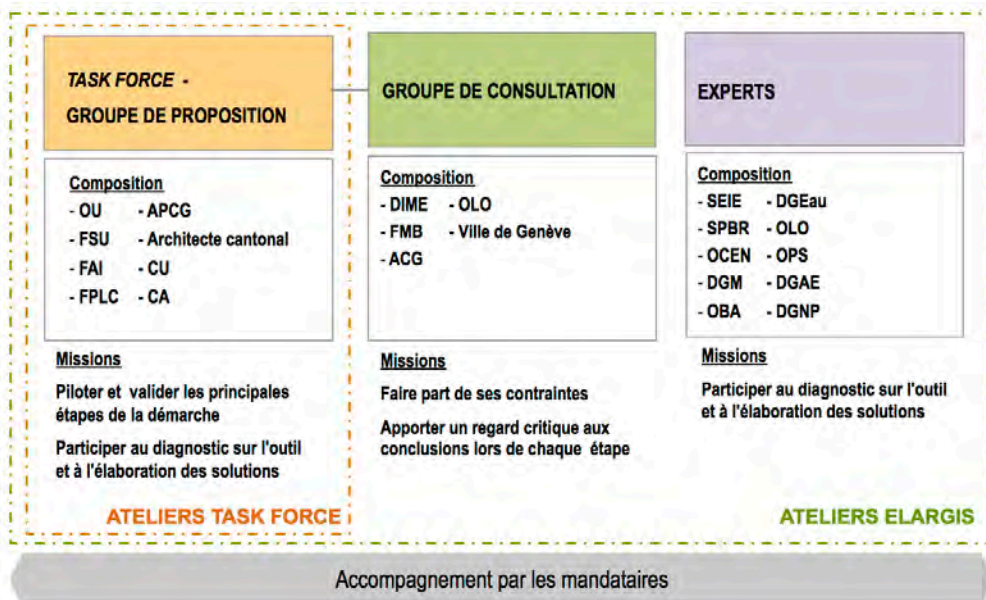 TASK FORCE -
GROUPE DE PROPOSITION
Composition
- OU - APCG
- FSU - Architecte cantonal
- FAI - CU
- FPLC - CA
Missions
Piloter et valider les principales
étapes de la démarche
Participer au diagnostic sur l'outil
et à l'élaboration des solutions
ATELIERS TASK FORCE
GROUPE DE CONSULTATION
Composition
- DIME - OLO
- FMB - Ville de Genève
- ACG
Missions
Faire part de ses contraintes
Apporter un regard critique aux
conclusions lors de chaque étape
EXPERTS
Composition
- SEIE - DGEau
- SPBR - OLO
- OCEN - OPS
- DGM - DGAE
- OBA - DGNP
Missions
Participer au diagnostic sur l'outil
et à l'élaboration des solutions
ATELIERS ELARGIS
Accompagnement par les mandataires